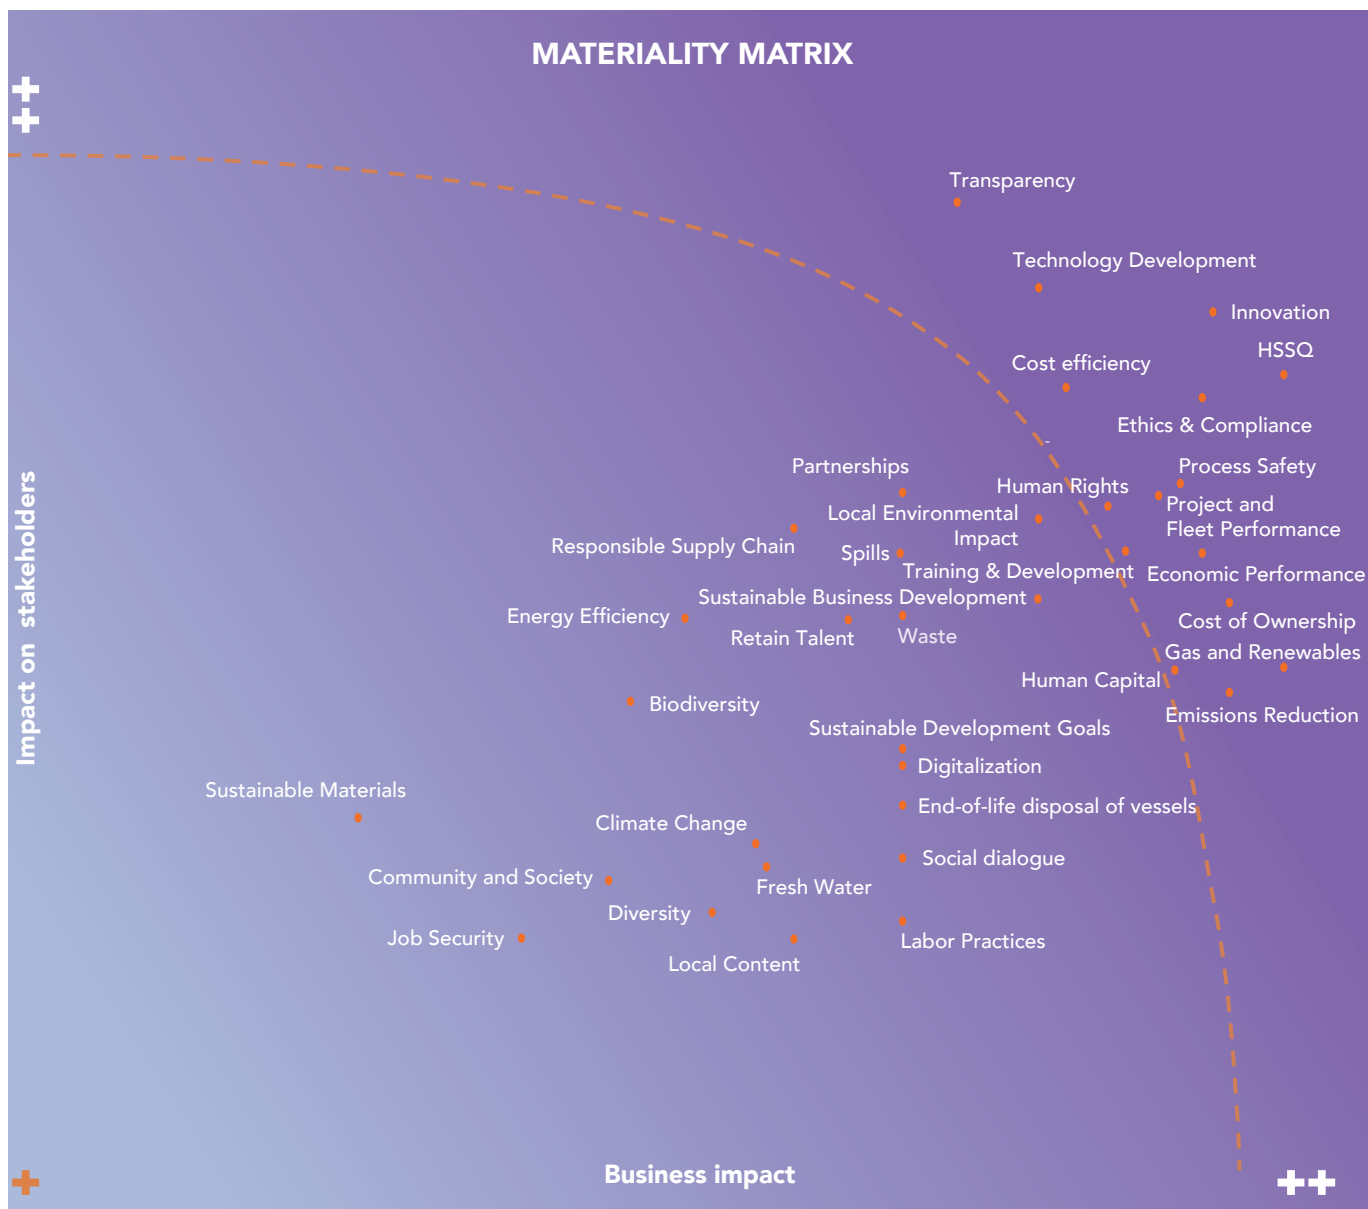 MATERIALITY MATRIX
Transparency
Technology Development
Innovation
HSSQ
Cost efficiency
Ethics & Compliance
-
Partnerships
Process Safety
Human Rights
Project and
Fleet Performance
Local Environmental
Impact
Responsible Supply Chain
Spills
Training & Development
Economic Performance
Sustainable Business Development
Energy Efficiency
Cost of Ownership
Retain Talent
Waste
Gas and Renewables
Human Capital
Biodiversity
Emissions Reduction
Sustainable Development Goals
Digitalization
Sustainable Materials
End-of-life disposal of vessels
Climate Change
Social dialogue
Community and Society
Fresh Water
Diversity
Job Security
Labor Practices
Local Content
Impact on stakeholders
Business impact